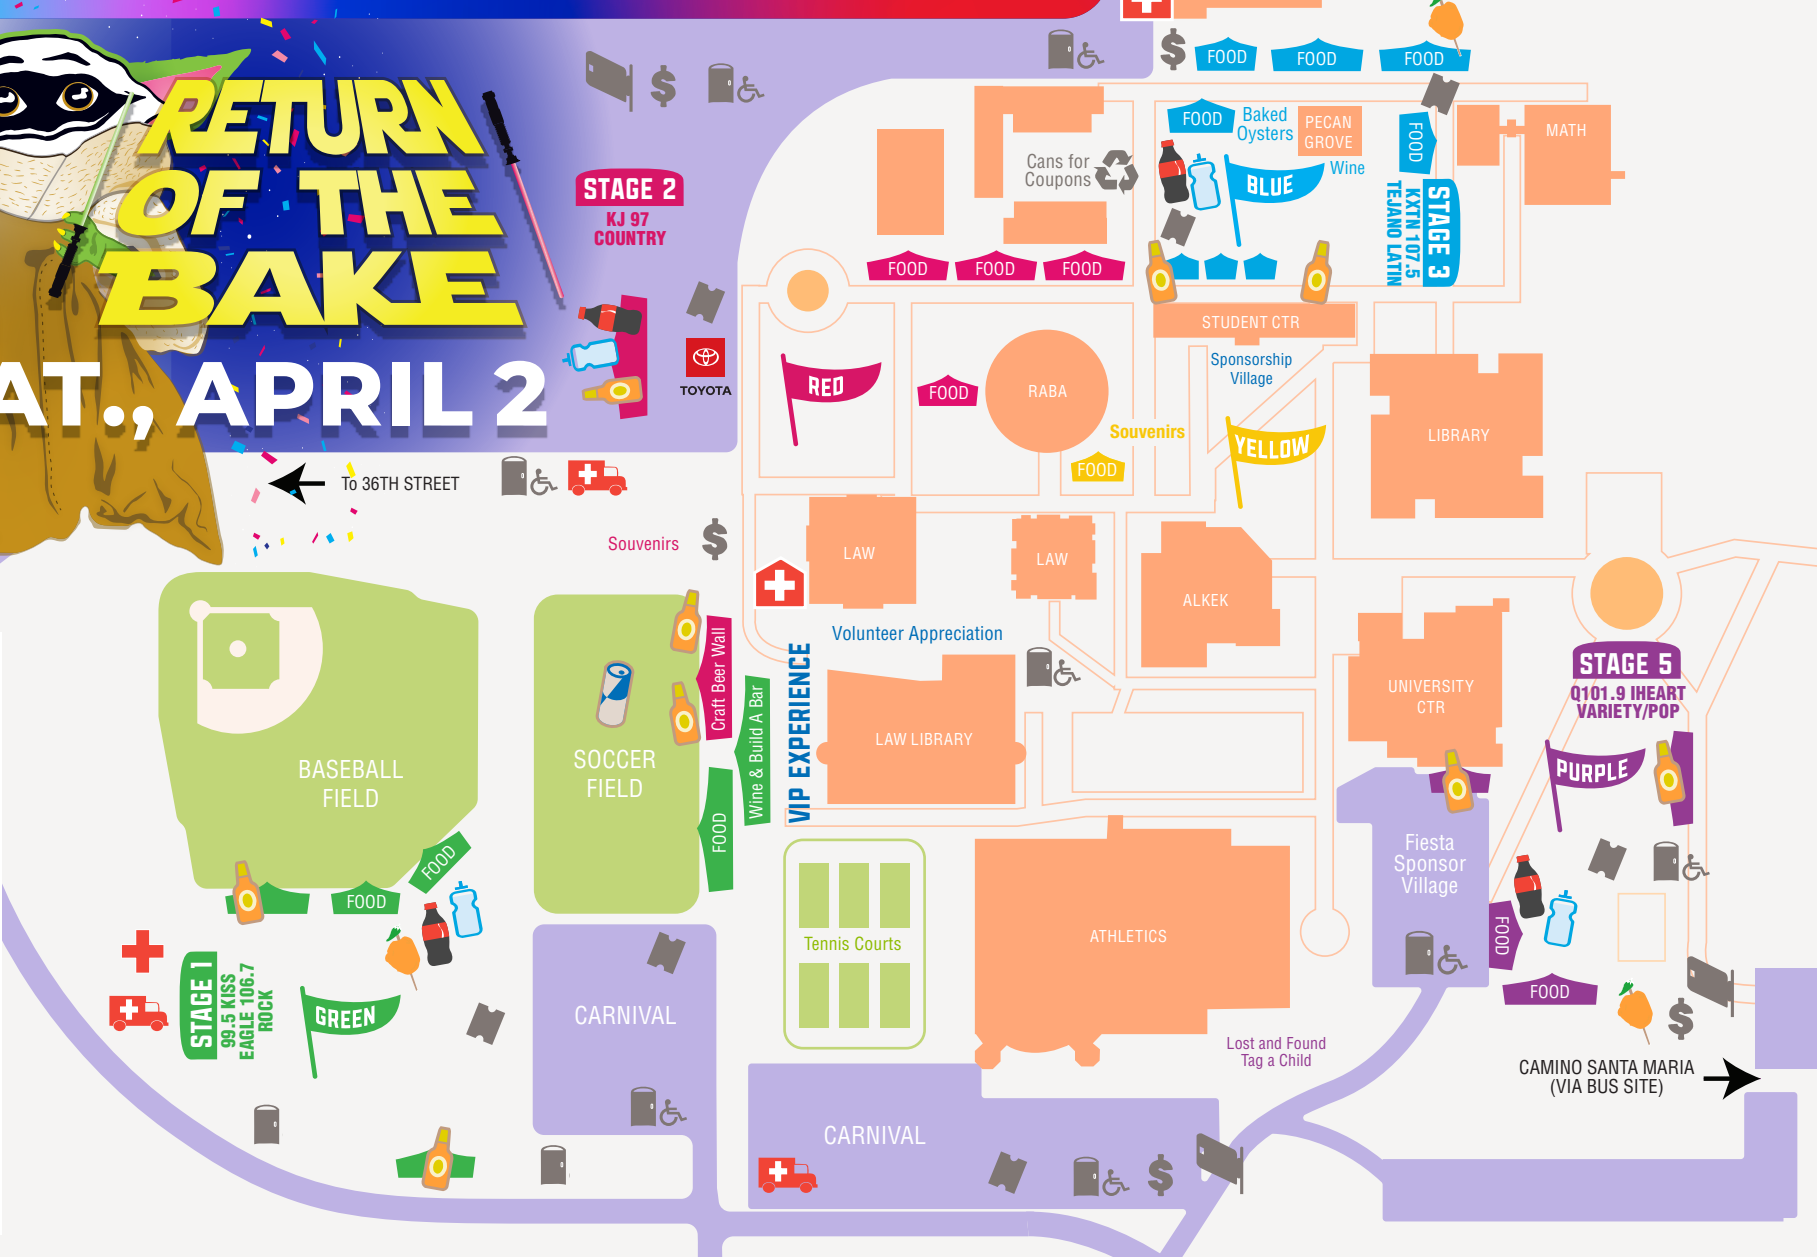 RETURN
OF THE
BAKE
AT., APRIL 2
To 36TH STREET
STAGE 2
KJ 97
COUNTRY
TOYOTA
$
$
FOOD
FOOD
FOOD
FOOD
Baked
Oysters
PECAN
GROVE
FOOD
MATH
Cans for
Coupons
BLUE
Wine
STAGE 3
KXTN 107.5
TEJANO LATIN
FOOD
FOOD
FOOD
STUDENT CTR
Sponsorship
Village
RED
FOOD
RABA
Souvenirs
FOOD
YELLOW
LIBRARY
Souvenirs
$
LAW
LAW
ALKEK
Volunteer Appreciation
UNIVERSITY
CTR
STAGE 5
Q101.9 IHEART
VARIETY/POP
PURPLE
BASEBALL
FIELD
SOCCER
FIELD
Craft Beer Wall
Wine & Build A Bar
VIP EXPERIENCE
FOOD
LAW LIBRARY
FOOD
FOOD
Tennis Courts
ATHLETICS
Fiesta
Sponsor
Village
FOOD
FOOD
$
STAGE 1
99.5 KISS
EAGLE 106.7
ROCK
GREEN
CARNIVAL
Lost and Found
Tag a Child
CAMINO SANTA MARIA
(VIA BUS SITE)
CARNIVAL
$